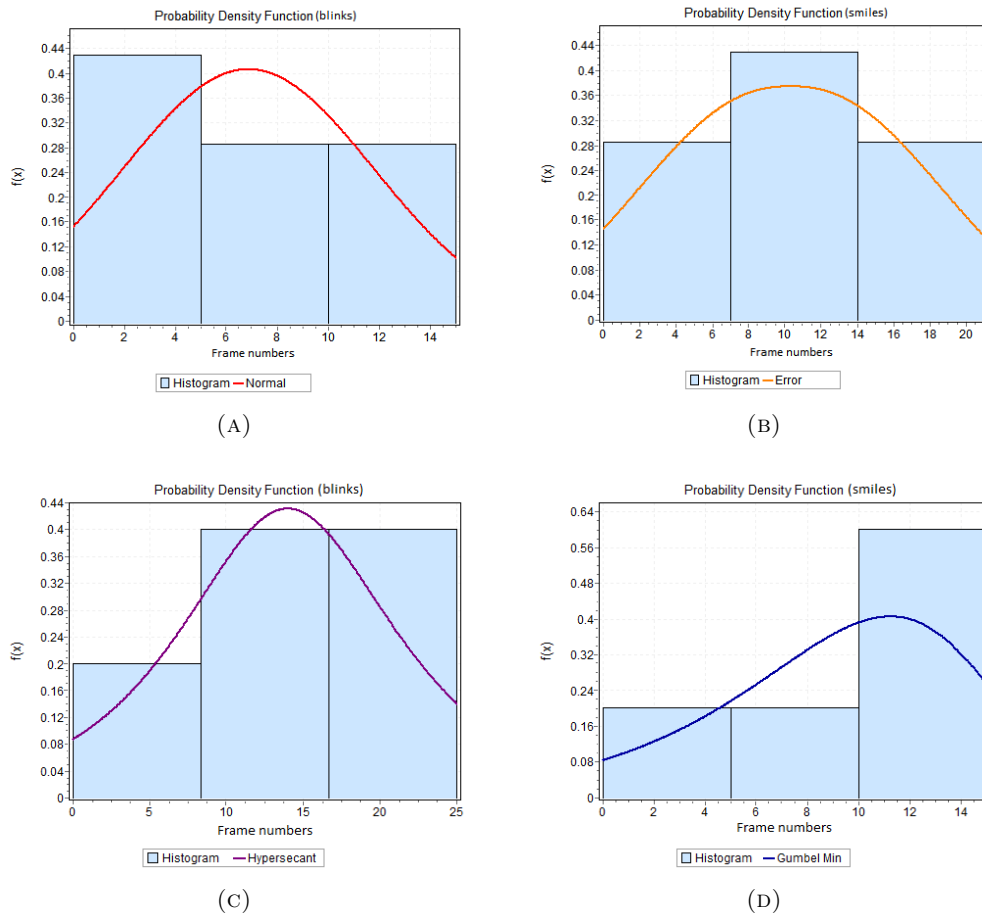 Probability Density Function (blinks)
0.44
0.4
0.36
0.32
0.28
0.24
0.2
0.16
0.12
0.08
0.04
0
f(x)
0 2 4 6 8 10 12 14
Frame numbers
Histogram Normal
(A)
Probability Density Function (smiles)
0.44
0.4
0.36
0.32
0.28
0.24
0.2
0.16
0.12
0.08
0.04
0
f(x)
0 2 4 6 8 10 12 14 16 18 20
Frame numbers
Histogram Error
(B)
Probability Density Function (blinks)
0.44
0.4
0.36
0.32
0.28
0.24
0.2
0.16
0.12
0.08
0.04
0
f(x)
0 5 10 15 20 25
Frame numbers
Histogram Hypersecant
(C)
Probability Density Function (smiles)
0.64
0.56
0.48
0.4
0.32
0.24
0.16
0.08
0
f(x)
0 2 4 6 8 10 12 14
Frame numbers
Histogram Gumbel Min
(D)